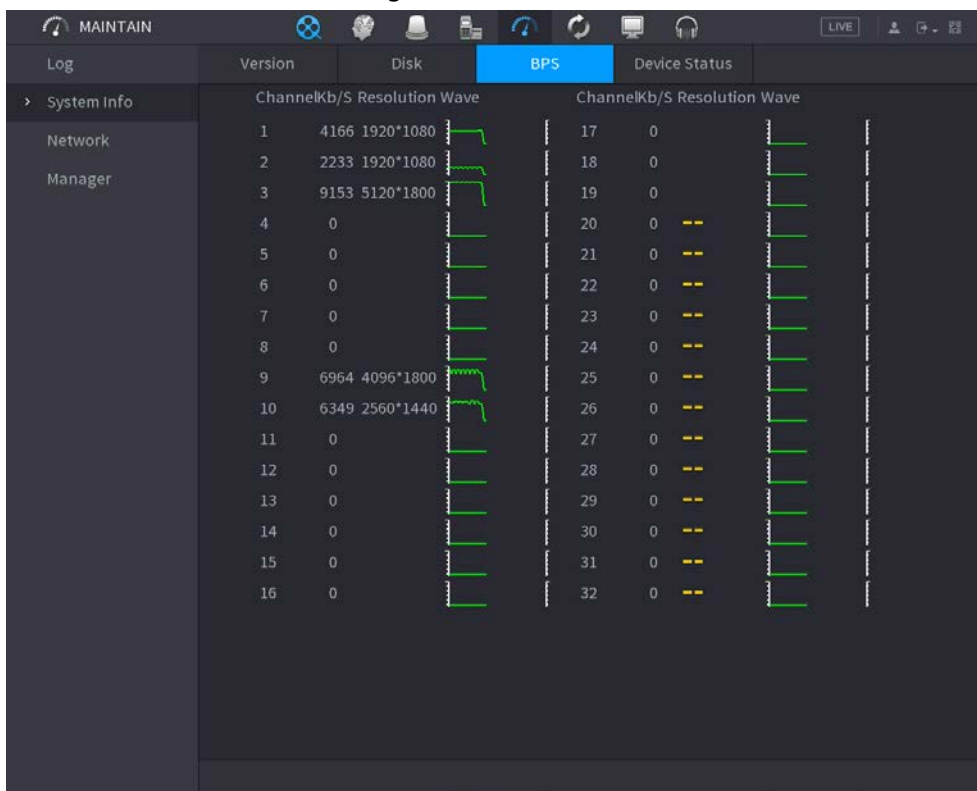 MAINTAIN LIVE
Log Version Disk BPS Device Status
> System Info
Network
Manager
ChannelKb/S Resolution Wave ChannelKb/S Resolution Wave
1 4166 1920*1080 17 0
2 2233 1920*1080 18 0
3 9153 5120*1800 19 0
4 0 20 0 --
5 0 21 0 --
6 0 22 0 --
7 0 23 0 --
8 0 24 0 --
9 6964 4096*1800 25 0 --
10 6349 2560*1440 26 0 --
11 0 27 0 --
12 0 28 0 --
13 0 29 0 --
14 0 30 0 --
15 0 31 0 --
16 0 32 0 --